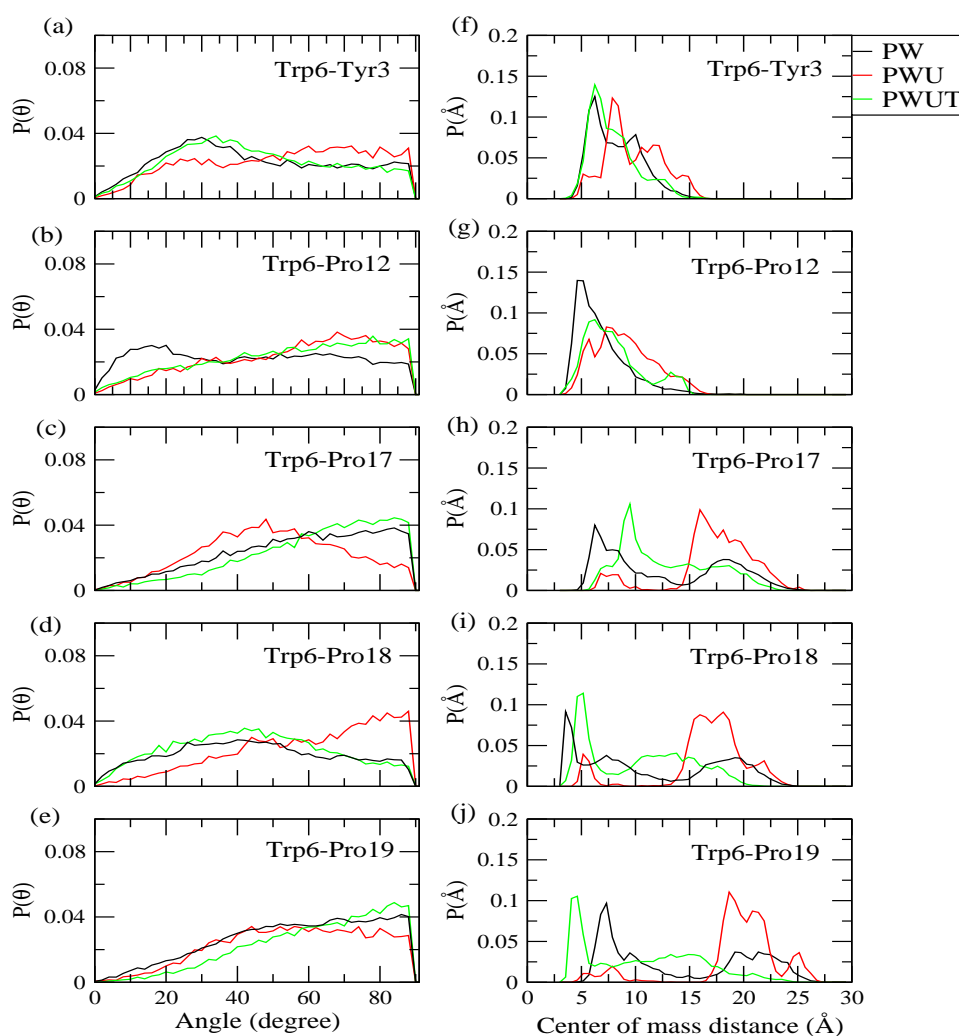 (a)
Trp6-Tyr3
0.08
0.04
0
P(θ)
(b)
Trp6-Pro12
0.08
0.04
0
P(θ)
(c)
Trp6-Pro17
0.08
0.04
0
P(θ)
(d)
Trp6-Pro18
0.08
0.04
0
P(θ)
(e)
Trp6-Pro19
0.08
0.04
0
P(θ)
0 20 40 60 80
Angle (degree)
(f)
Trp6-Tyr3
0.2
0.15
0.1
0.05
0
P(Å)
PW
PWU
PWUT
(g)
Trp6-Pro12
0.2
0.15
0.1
0.05
0
P(Å)
(h)
Trp6-Pro17
0.2
0.15
0.1
0.05
0
P(Å)
(i)
Trp6-Pro18
0.2
0.15
0.1
0.05
0
P(Å)
(j)
Trp6-Pro19
0.2
0.15
0.1
0.05
0
P(Å)
0 5 10 15 20 25 30
Center of mass distance (Å)